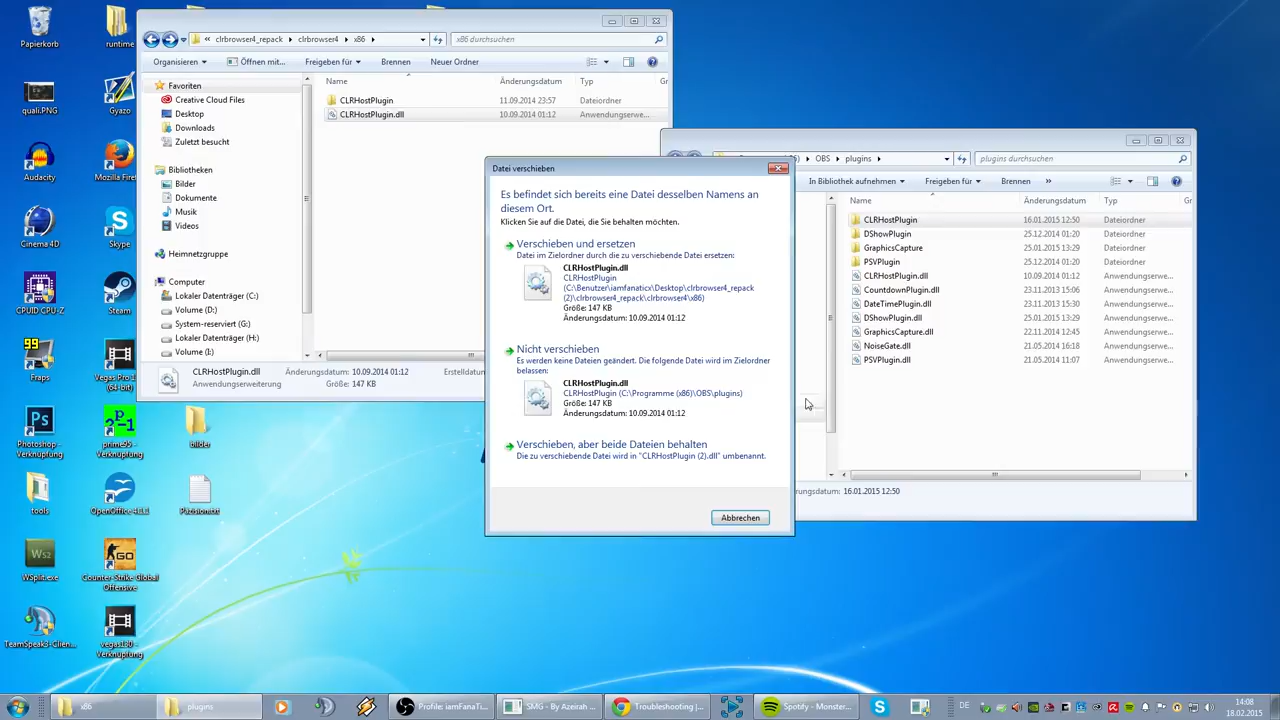 Papierkorb
runtime
quali.PNG
Gyazo
Audacity
Mozilla Firef
Cinema 4D
Skype
CPUID CPU-Z
Steam
99
Fraps
Vegas Pro 1
(64-bit)
Photoshop -
Verknüpfung
prime95 -
Verknüpfung
bilder
tools
OpenOffice 4.1.1
WSplit.exe
Counter-Strike Global
Offensive
TeamSpeak3-Clien...
vegas130 -
Verknüpfung
clrbrowser4_repack
clrbrowser4
x86
x86 durchsuchen
Organisieren
Öffnen mit...
Freigeben für
Brennen
Neuer Ordner
Favoriten
Creative Cloud Files
Desktop
Downloads
Zuletzt besucht
Bibliotheken
Bilder
Dokumente
Musik
Videos
Heimnetzgruppe
Computer
Lokaler Datenträger (C:)
Volume (D:)
System-reserviert (G:)
Lokaler Datenträger (H:)
Volume (I:)
Name Änderungsdatum Typ Gr
CLRHostPlugin 11.09.2014 23:57 Dateiordner
CLRHostPlugin.dll 10.09.2014 01:12 Anwendungserwe...
CLRHostPlugin.dll Änderungsdatum: 10.09.2014 01:12 Erstelldatu
Anwendungserweiterung Größe: 147 KB
Datei verschieben
Es befindet sich bereits eine Datei desselben Namens an
diesem Ort.
Klicken Sie auf die Datei, die Sie behalten möchten.
Verschieben und ersetzen
Datei im Zielordner durch die zu verschiebende Datei ersetzen:
CLRHostPlugin.dll
CLRHostPlugin
(C:\Benutzer\iamfanaticx\Desktop\clrbrowser4_repack
(2)\clrbrowser4_repack\clrbrowser4\x86)
Größe: 147 KB
Änderungsdatum: 10.09.2014 01:12
Nicht verschieben
Es werden keine Dateien geändert. Die folgende Datei wird im Zielordner
belassen:
CLRHostPlugin.dll
CLRHostPlugin (C:\Programme (x86)\OBS\plugins)
Größe: 147 KB
Änderungsdatum: 10.09.2014 01:12
Verschieben, aber beide Dateien behalten
Die zu verschiebende Datei wird in "CLRHostPlugin (2).dll" umbenannt.
Abbrechen
OBS
plugins
plugins durchsuchen
In Bibliothek aufnehmen
Freigeben für
Brennen
Name Änderungsdatum Typ
CLRHostPlugin 16.01.2015 12:50 Dateiordner
DShowPlugin 25.12.2014 01:20 Dateiordner
GraphicsCapture 25.01.2015 13:29 Dateiordner
PSVPlugin 25.12.2014 01:20 Dateiordner
CLRHostPlugin.dll 10.09.2014 01:12 Anwendungserwe...
CountdownPlugin.dll 23.11.2013 15:06 Anwendungserwe...
DateTimePlugin.dll 23.11.2013 15:30 Anwendungserwe...
DShowPlugin.dll 25.01.2015 13:29 Anwendungserwe...
GraphicsCapture.dll 22.11.2014 12:45 Anwendungserwe...
NoiseGate.dll 21.05.2014 16:18 Anwendungserwe...
PSVPlugin.dll 21.05.2014 11:07 Anwendungserwe...
ungsdatum: 16.01.2015 12:50
x86
plugins
Profile: iamFanaTi...
SMG - By Azeirah ...
Troubleshooting |...
Spotify - Monster...
DE
14:08
18.02.2015